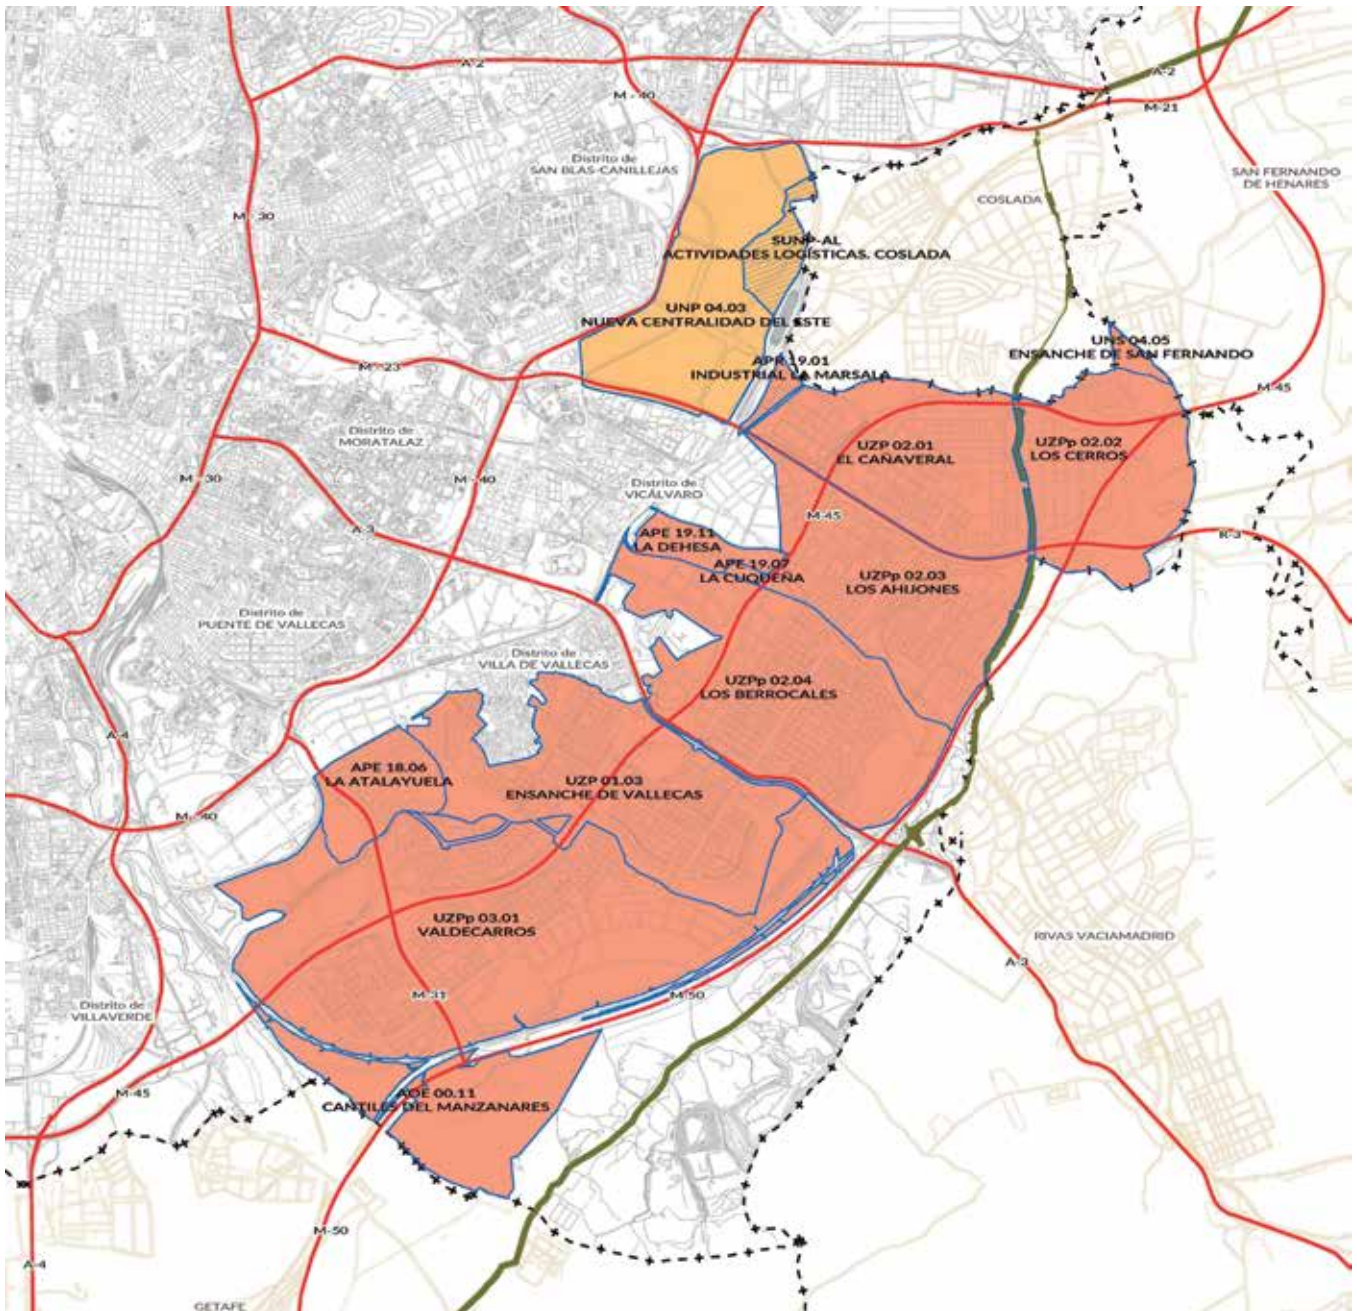 A-2
A-2
M - 40
M-21
Distrito de
SAN BLAS-CANILLEJAS
SAN FERNANDO
DE HENARES
COSLADA
M - 30
SUNP-AL
ACTIVIDADES LOGÍSTICAS. COSLADA
UNP 04.03
NUEVA CENTRALIDAD DEL ESTE
UNS 04.05
ENSANCHE DE SAN FERNANDO
APR 19.01
INDUSTRIAL LA MARSALA
M - 23
M-45
Distrito de
MORATALAZ
UZP 02.01
EL CAÑAVERAL
UZPp 02.02
LOS CERROS
M - 30
M - 40
Distrito de
VICÁLVARO
M-45
A-3
APE 19.11
LA DEHESA
R-3
APE 19.07
LA CUQUEÑA
UZPp 02.03
LOS AHIJONES
Distrito de
PUENTE DE VALLECAS
Distrito de
VILLA DE VALLECAS
UZPp 02.04
LOS BERROCALES
A-4
APE 18.06
LA ATALAYUELA
UZP 01.03
ENSANCHE DE VALLECAS
M - 40
UZPp 03.01
VALDECARROS
RIVAS VACIAMADRID
A-3
M-31
M-50
Distrito de
VILLAVERDE
M-45
AOE 00.11
CANTILES DEL MANZANARES
M-50
A-4
GETAFE